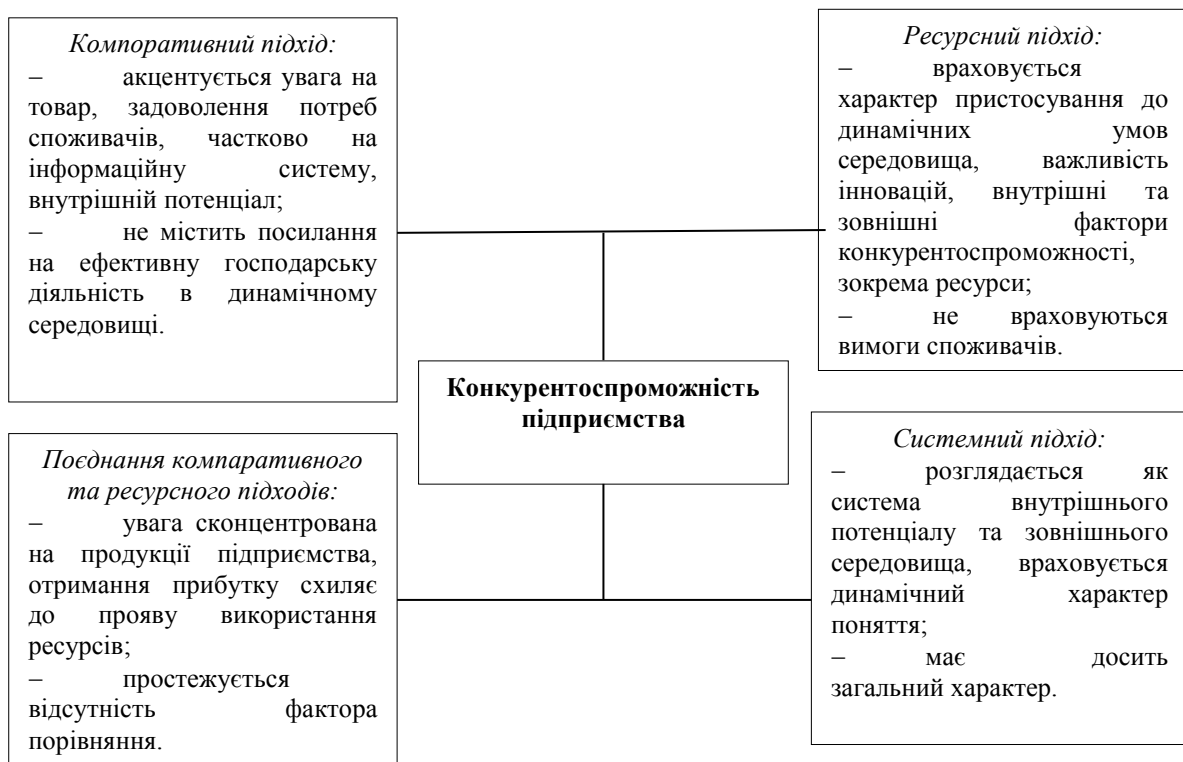 Компоративний підхід:
– акцентується увага на
товар, задоволення потреб
споживачів, частково на
інформаційну систему,
внутрішній потенціал;
– не містить посилання
на ефективну господарську
діяльність в динамічному
середовищі.
Ресурсний підхід:
– враховується
характер пристосування до
динамічних умов
середовища, важливість
інновацій, внутрішні та
зовнішні фактори
конкурентоспроможності,
зокрема ресурси;
– не враховуються
вимоги споживачів.
Конкурентоспроможність
підприємства
Поєднання компаративного
та ресурсного підходів:
– увага сконцентрована
на продукції підприємства,
отримання прибутку схиляє
до прояву використання
ресурсів;
– простежується
відсутність фактора
порівняння.
Системний підхід:
– розглядається як
система внутрішнього
потенціалу та зовнішнього
середовища, враховується
динамічний характер
поняття;
– має досить
загальний характер.